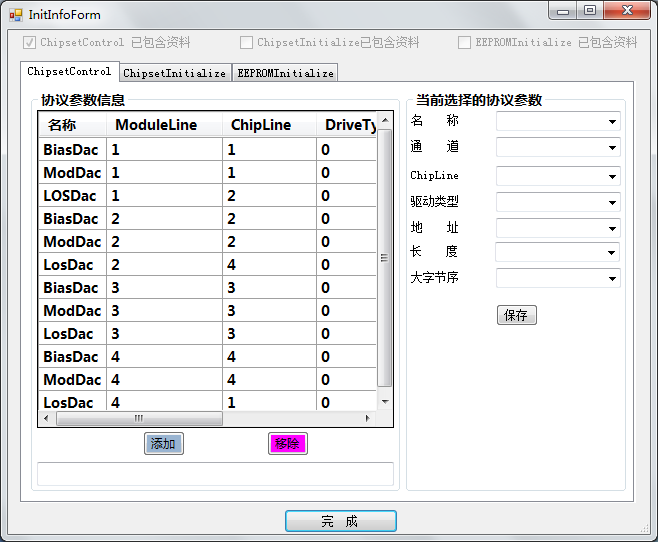 InitInfoForm
ChipsetControl 已包含资料 ChipsetInitialize已包含资料 EEPROMInitialize 已包含资料
ChipsetControl ChipsetInitialize EEPROMInitialize
协议参数信息
名称 ModuleLine ChipLine DriveTy
BiasDac 1 1 0
ModDac 1 1 0
LOSDac 1 2 0
BiasDac 2 2 0
ModDac 2 2 0
LosDac 2 4 0
BiasDac 3 3 0
ModDac 3 3 0
LosDac 3 3 0
BiasDac 4 4 0
ModDac 4 4 0
LosDac 4 1 0
添加 移除
当前选择的协议参数
名 称
通 道
ChipLine
驱动类型
地 址
长 度
大字节序
保存
完 成